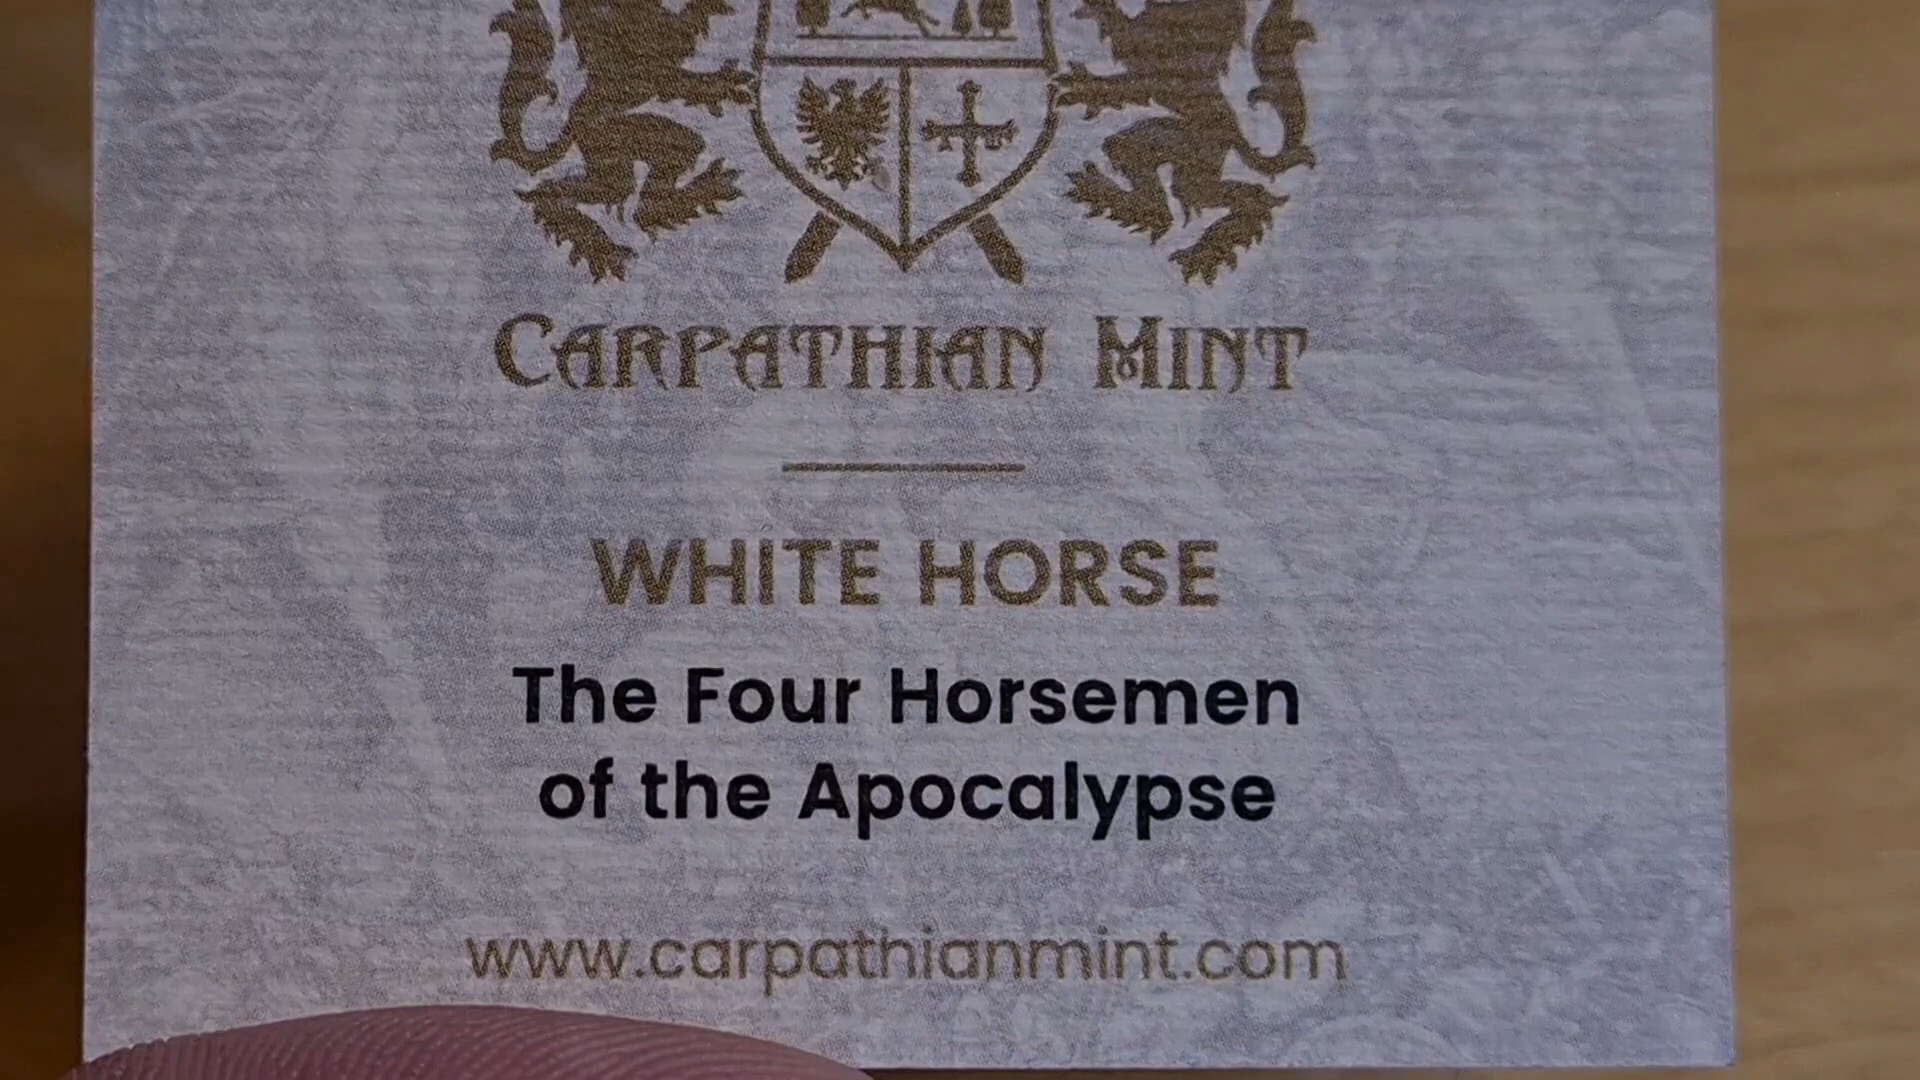 CARPATHIAN MINT
WHITE HORSE
The Four Horsemen
of the Apocalypse
www.carpathianmint.com